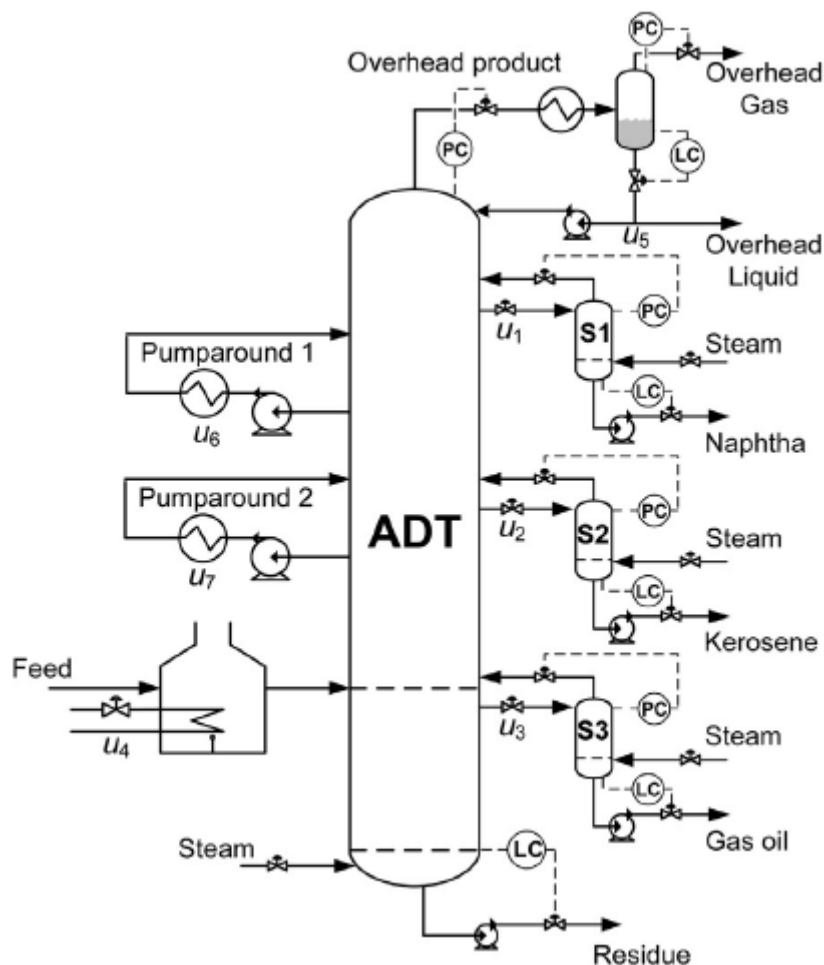 PC
Overhead product
Overhead
Gas
PC
LC
u5
Overhead
Liquid
u1
S1
PC
Steam
Pumparound 1
LC
u6
Naphtha
Pumparound 2
ADT
u2
S2
PC
Steam
u7
LC
Kerosene
Feed
u3
S3
PC
Steam
u4
LC
Gas oil
Steam
LC
Residue